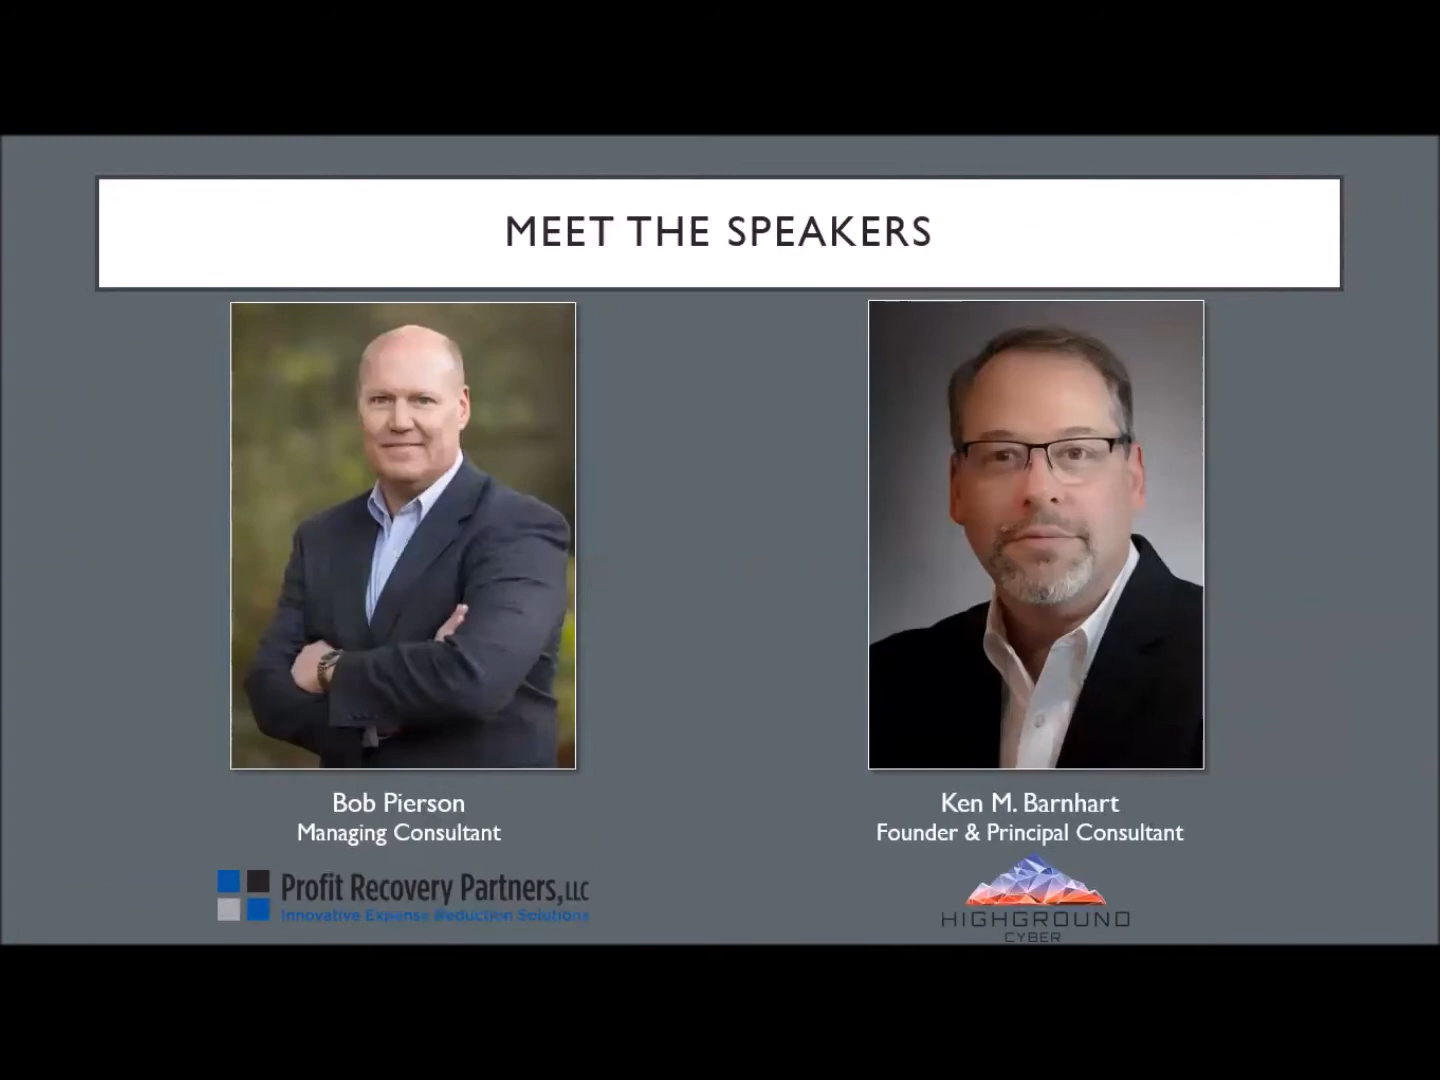 MEET THE SPEAKERS
Bob Pierson
Managing Consultant
Profit Recovery Partners, LLC
Innovative Expense Reduction Solutions
Ken M. Barnhart
Founder & Principal Consultant
HIGHGROUND
CYBER